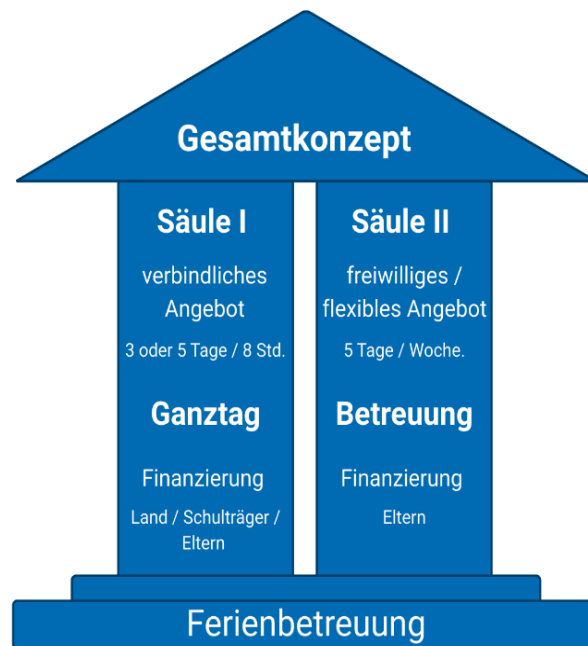 Gesamtkonzept
Säule I
verbindliches
Angebot
3 oder 5 Tage / 8 Std.
Ganztag
Finanzierung
Land / Schulträger /
Eltern
Säule II
freiwilliges /
flexibles Angebot
5 Tage / Woche.
Betreuung
Finanzierung
Eltern
Ferienbetreuung